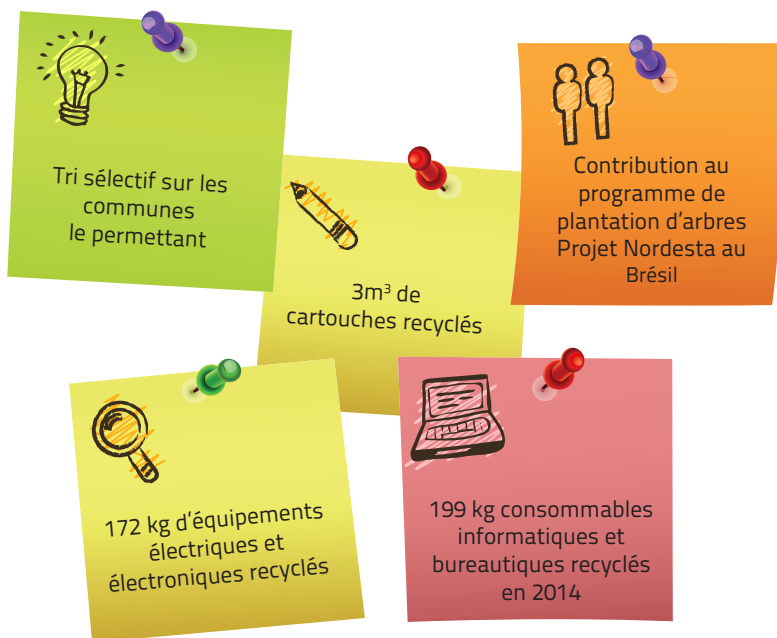 Tri sélectif sur les
communes
le permettant
Contribution au
programme de
plantation d'arbres
Projet Nordesta au
Brésil
3m³ de
cartouches recyclés
172 kg d'équipements
électriques et
électroniques recyclés
199 kg consommables
informatiques et
bureautiques recyclés
en 2014